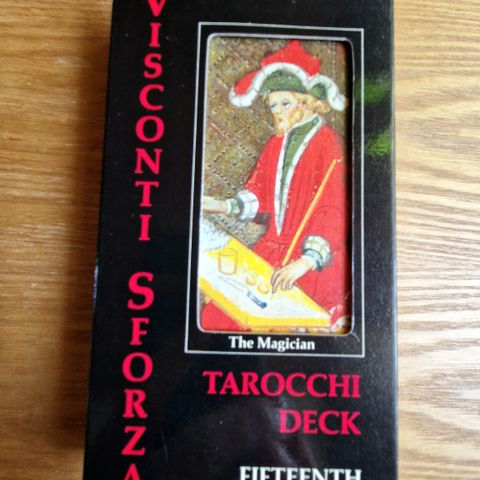 VISCONTI SFORZA
The Magician
TAROCCHI
DECK
FIFTEENTH